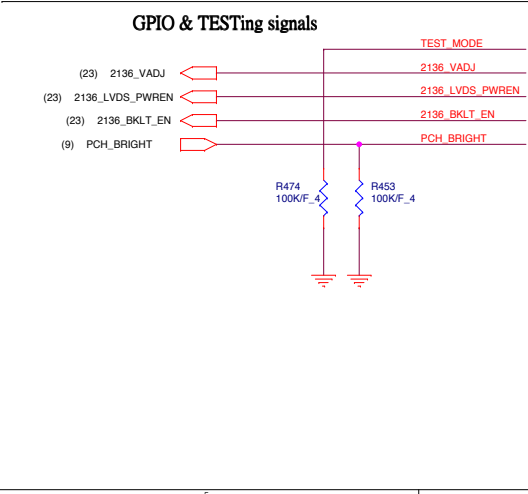 GPIO & TESTing signals
TEST_MODE
(23) 2136_VADJ 2136_VADJ
(23) 2136_LVDS_PWREN 2136_LVDS_PWREN
(23) 2136_BKLT_EN 2136_BKLT_EN
(9) PCH_BRIGHT PCH_BRIGHT
R474 R453
100K/F_4 100K/F_4